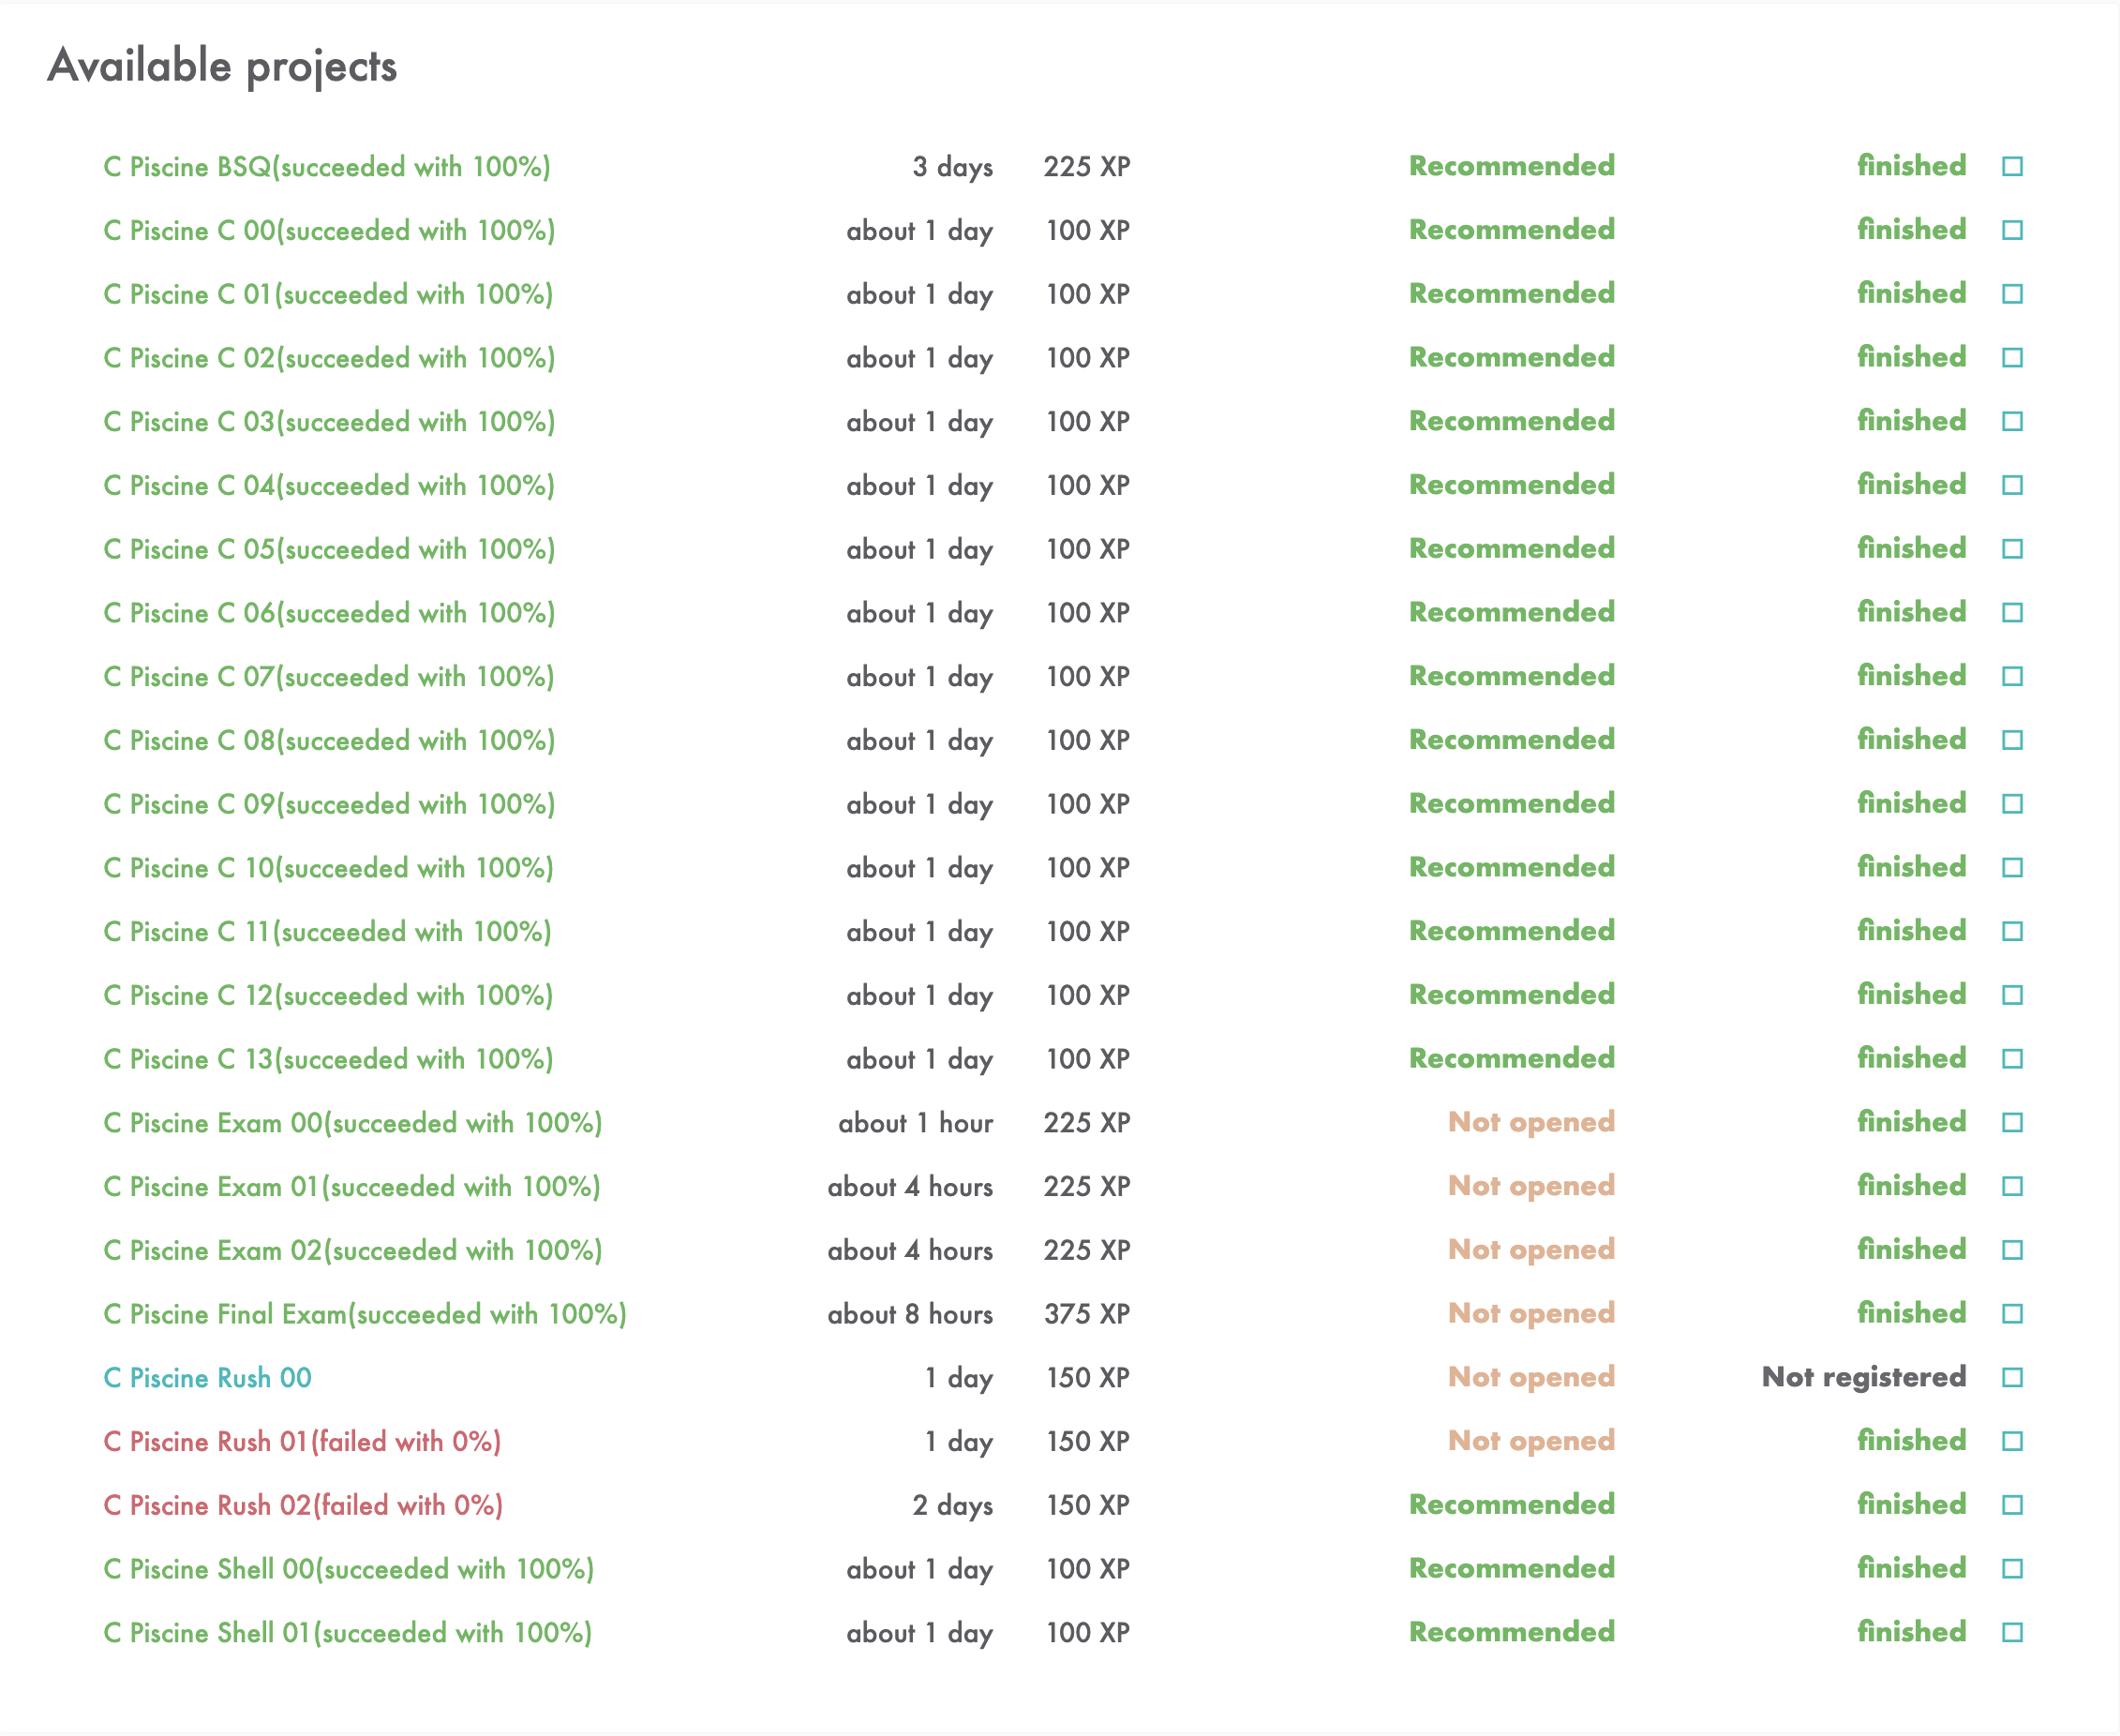 Available projects
C Piscine BSQ(succeeded with 100%) 3 days 225 XP Recommended finished
C Piscine C 00(succeeded with 100%) about 1 day 100 XP Recommended finished
C Piscine C 01(succeeded with 100%) about 1 day 100 XP Recommended finished
C Piscine C 02(succeeded with 100%) about 1 day 100 XP Recommended finished
C Piscine C 03(succeeded with 100%) about 1 day 100 XP Recommended finished
C Piscine C 04(succeeded with 100%) about 1 day 100 XP Recommended finished
C Piscine C 05(succeeded with 100%) about 1 day 100 XP Recommended finished
C Piscine C 06(succeeded with 100%) about 1 day 100 XP Recommended finished
C Piscine C 07(succeeded with 100%) about 1 day 100 XP Recommended finished
C Piscine C 08(succeeded with 100%) about 1 day 100 XP Recommended finished
C Piscine C 09(succeeded with 100%) about 1 day 100 XP Recommended finished
C Piscine C 10(succeeded with 100%) about 1 day 100 XP Recommended finished
C Piscine C 11(succeeded with 100%) about 1 day 100 XP Recommended finished
C Piscine C 12(succeeded with 100%) about 1 day 100 XP Recommended finished
C Piscine C 13(succeeded with 100%) about 1 day 100 XP Recommended finished
C Piscine Exam 00(succeeded with 100%) about 1 hour 225 XP Not opened finished
C Piscine Exam 01(succeeded with 100%) about 4 hours 225 XP Not opened finished
C Piscine Exam 02(succeeded with 100%) about 4 hours 225 XP Not opened finished
C Piscine Final Exam(succeeded with 100%) about 8 hours 375 XP Not opened finished
C Piscine Rush 00 1 day 150 XP Not opened Not registered
C Piscine Rush 01(failed with 0%) 1 day 150 XP Not opened finished
C Piscine Rush 02(failed with 0%) 2 days 150 XP Recommended finished
C Piscine Shell 00(succeeded with 100%) about 1 day 100 XP Recommended finished
C Piscine Shell 01(succeeded with 100%) about 1 day 100 XP Recommended finished